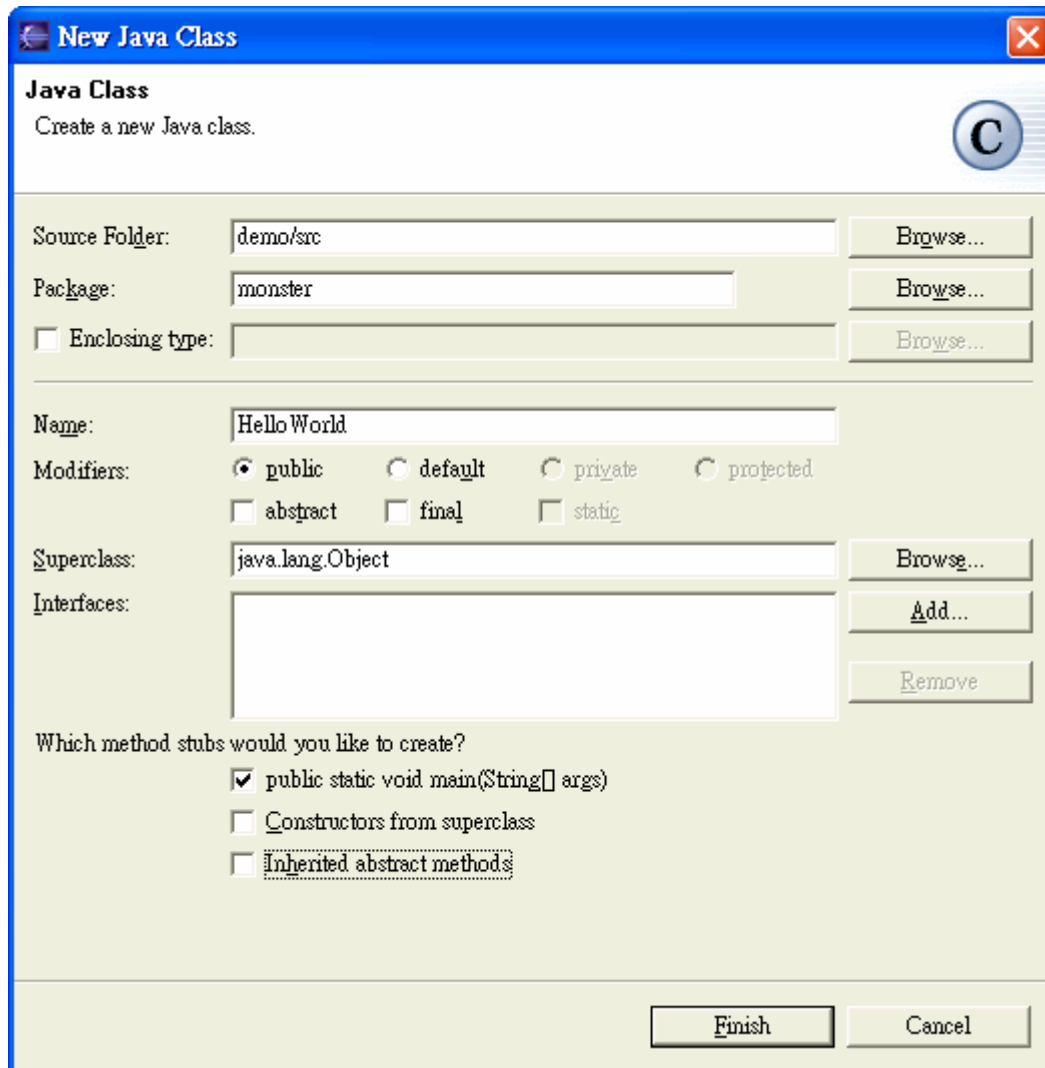 New Java Class
Java Class
Create a new Java class.
C
Source Folder: demo/src Browse...
Package: monster Browse...
Enclosing type: Browse...
Name: HelloWorld
Modifiers: public default private protected
abstract final static
Superclass: java.lang.Object Browse...
Interfaces: Add...
Remove
Which method stubs would you like to create?
public static void main(String[] args)
Constructors from superclass
Inherited abstract methods
Finish Cancel